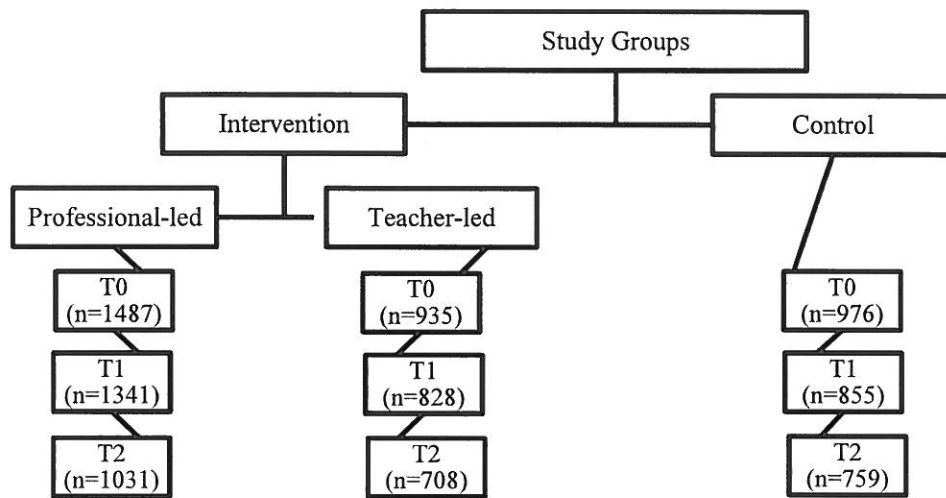 Study Groups
Intervention
Control
Professional-led
Teacher-led
T0
(n=1487)
T0
(n=935)
T0
(n=976)
T1
(n=1341)
T1
(n=828)
T1
(n=855)
T2
(n=1031)
T2
(n=708)
T2
(n=759)